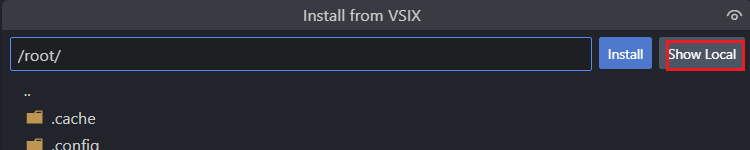 Install from VSIX
/root/ Install Show Local
..
.cache
.config